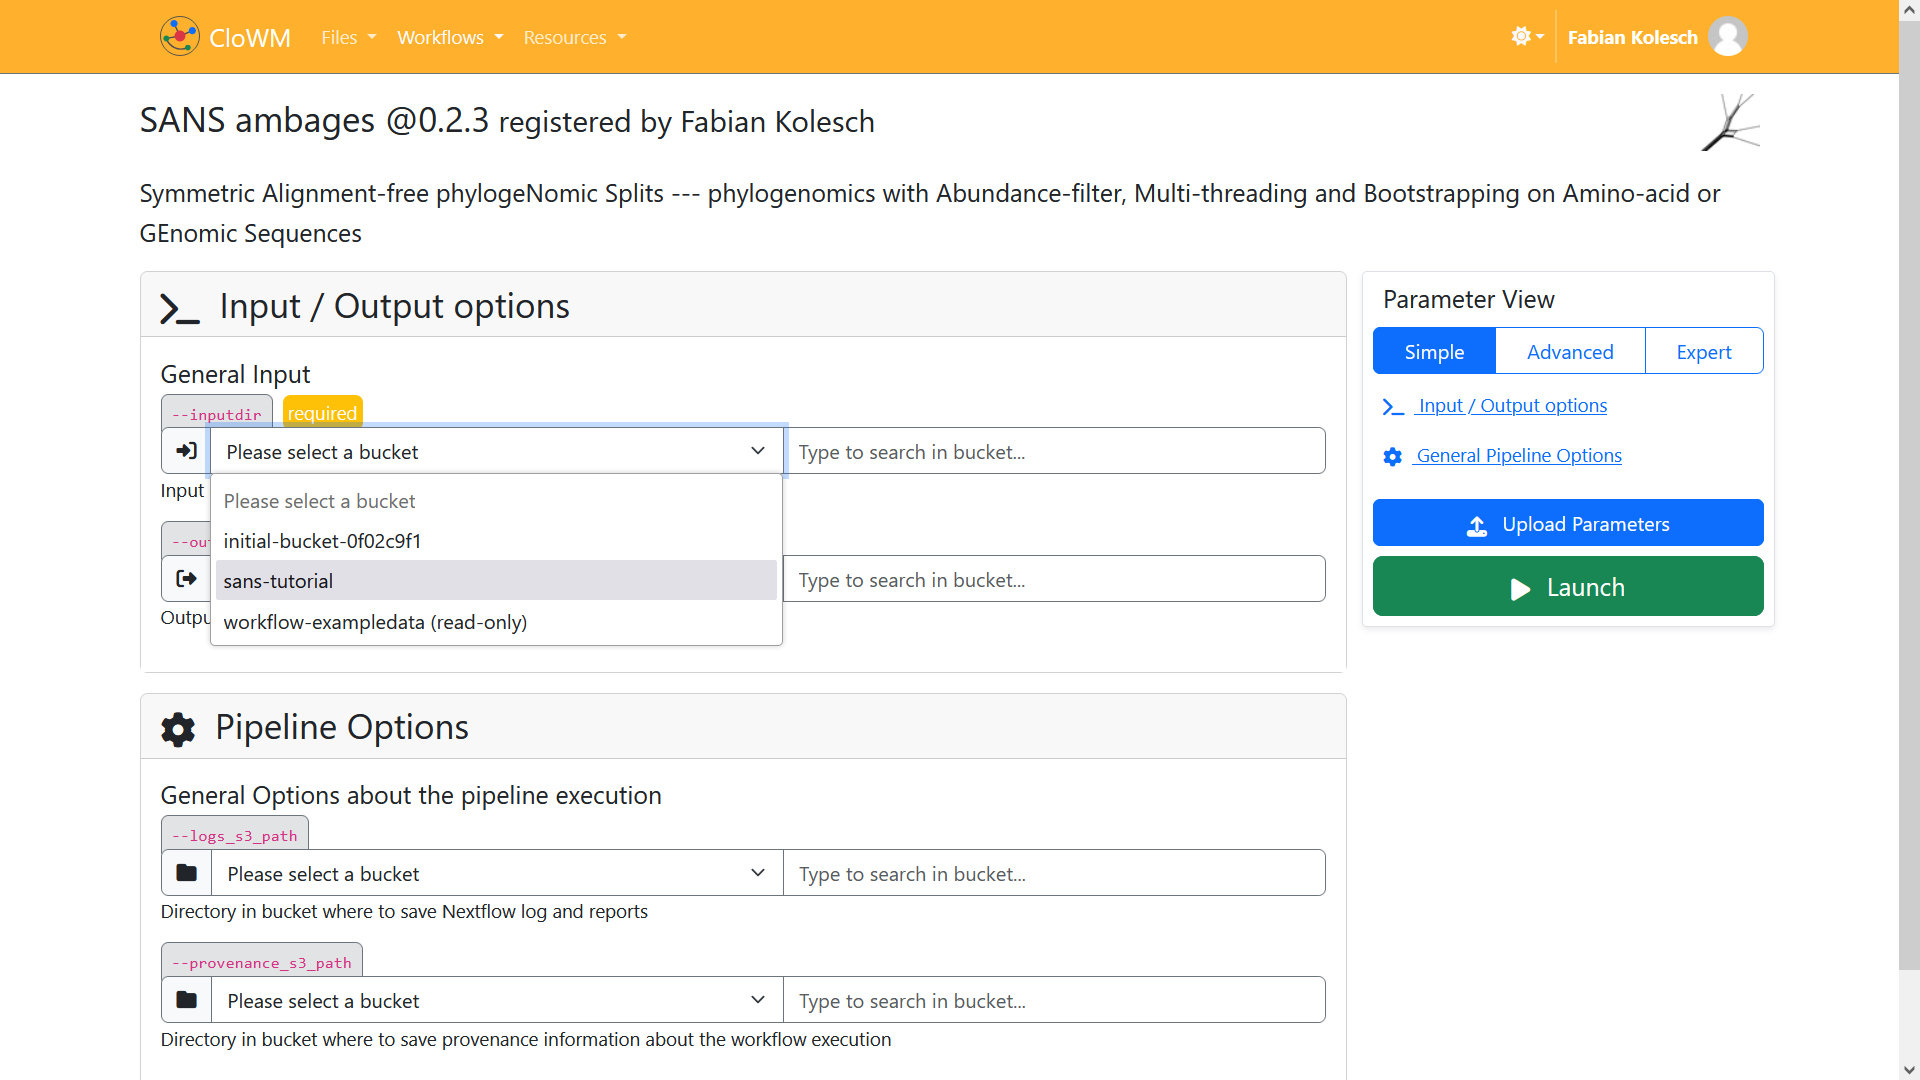 CloWM Files Workflows Resources Fabian Kolesch
SANS ambages @0.2.3 registered by Fabian Kolesch
Symmetric Alignment-free phylogeNomic Splits --- phylogenomics with Abundance-filter, Multi-threading and Bootstrapping on Amino-acid or
GEnomic Sequences
Input / Output options
General Input
--inputdir required
Please select a bucket Type to search in bucket...
Input
Please select a bucket
initial-bucket-0f02c9f1
--ou
sans-tutorial Type to search in bucket...
Outpu
workflow-exampledata (read-only)
Pipeline Options
General Options about the pipeline execution
--logs_s3_path
Please select a bucket Type to search in bucket...
Directory in bucket where to save Nextflow log and reports
--provenance_s3_path
Please select a bucket Type to search in bucket...
Directory in bucket where to save provenance information about the workflow execution
Parameter View
Simple Advanced Expert
Input / Output options
General Pipeline Options
Upload Parameters
Launch